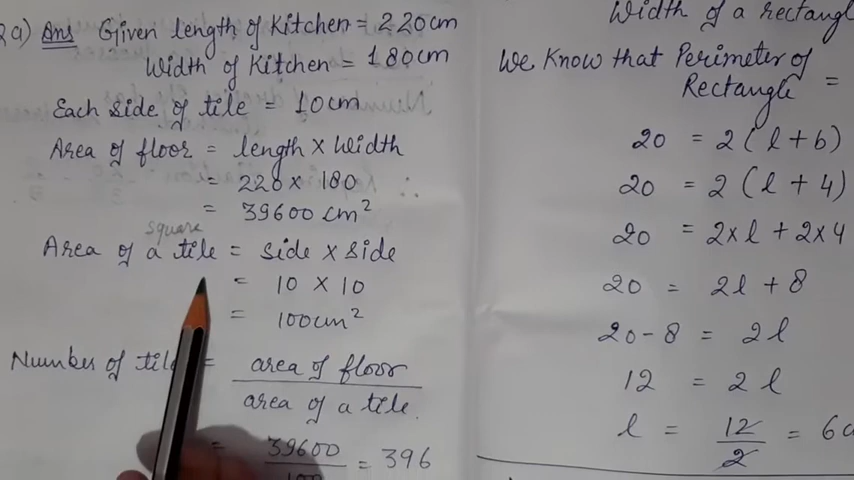 2a) Ans Given length of Kitchen = 220cm
Width of Kitchen = 180cm
Each side of tile = 10cm
Area of floor = length × Width
= 220 × 180
= 39600 cm²
square
Area of a tile = side × side
= 10 × 10
= 100cm²
Number of = area of floor
area of a tile.
= 39600 = 396
100
Width of a rectangl
We Know that Perimeter of
Rectangle =
20 = 2(l + b)
20 = 2(l + 4)
20 = 2×l + 2×4
20 = 2l + 8
20-8 = 2l
12 = 2l
l = 12 = 6c
2